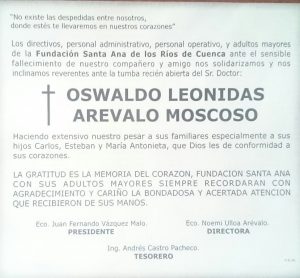 "No existe las despedidas entre nosotros,
donde estés te llevaremos en nuestros corazones"
Los directivos, personal administrativo, personal operativo, y adultos mayores
de la Fundación Santa Ana de los Ríos de Cuenca ante el sensible
fallecimiento de nuestro compañero y amigo nos solidarizamos y nos
inclinamos reverentes ante la tumba recién abierta del Sr. Doctor:
OSWALDO LEONIDAS
AREVALO MOSCOSO
Haciendo extensivo nuestro pesar a sus familiares especialmente a sus
hijos Carlos, Esteban y María Antonieta, que Dios les de conformidad a
sus corazones.
LA GRATITUD ES LA MEMORIA DEL CORAZON, FUNDACION SANTA ANA
CON SUS ADULTOS MAYORES SIEMPRE RECORDARAN CON
AGRADECIMIENTO Y CARIÑO LA BONDADOSA Y ACERTADA ATENCION
QUE RECIBIERON DE SUS MANOS.
Eco. Juan Fernando Vázquez Malo. Eco. Noemi Ulloa Arévalo.
PRESIDENTE DIRECTORA
Ing. Andrés Castro Pacheco.
TESORERO